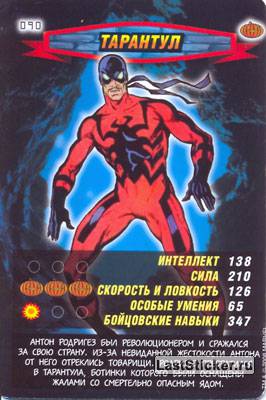 090
ТАРАНТУЛ
ИНТЕЛЛЕКТ 138
СИЛА 210
СКОРОСТЬ И ЛОВКОСТЬ 126
ОСОБЫЕ УМЕНИЯ 65
БОЙЦОВСКИЕ НАВЫКИ 347
АНТОН РОДРИГЕЗ БЫЛ РЕВОЛЮЦИОНЕРОМ И СРАЖАЛСЯ
ЗА СВОЮ СТРАНУ. ИЗ-ЗА НЕВИДАННОЙ ЖЕСТОКОСТИ АНТОНА
ОТ НЕГО ОТРЕКЛИСЬ ТОВАРИЩИ.
В ТАРАНТУЛА, БОТИНКИ КОТОРОГО БЫЛИ ОСНАЩЕНЫ
ЖАЛАМИ СО СМЕРТЕЛЬНО ОПАСНЫМ ЯДОМ.
LastSticker.ru